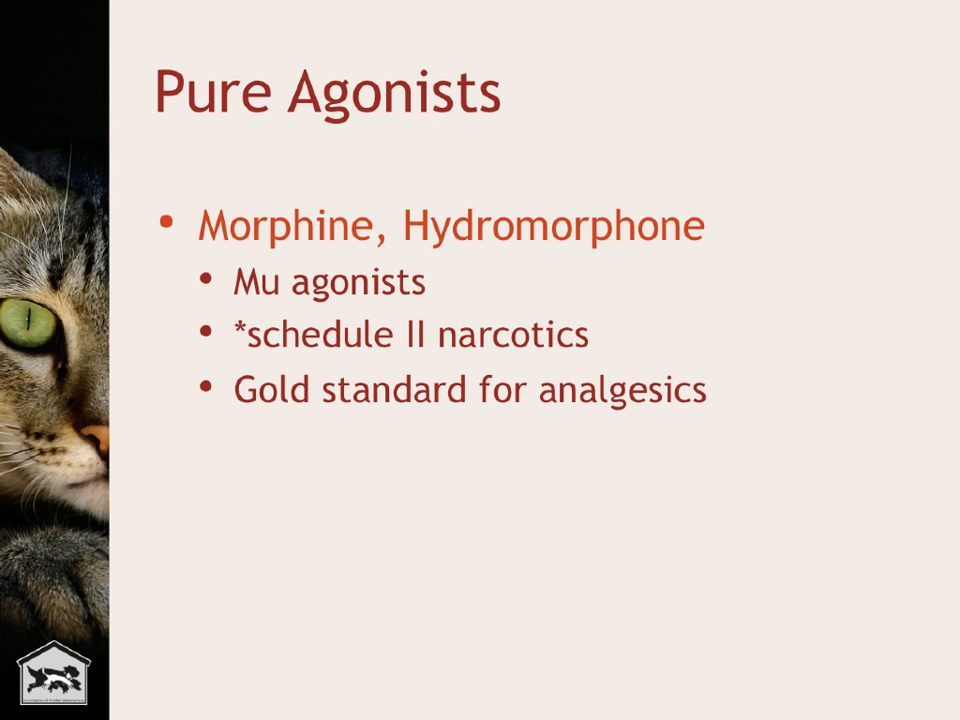 Pure Agonists
• Morphine, Hydromorphone
• Mu agonists
• *schedule II narcotics
• Gold standard for analgesics